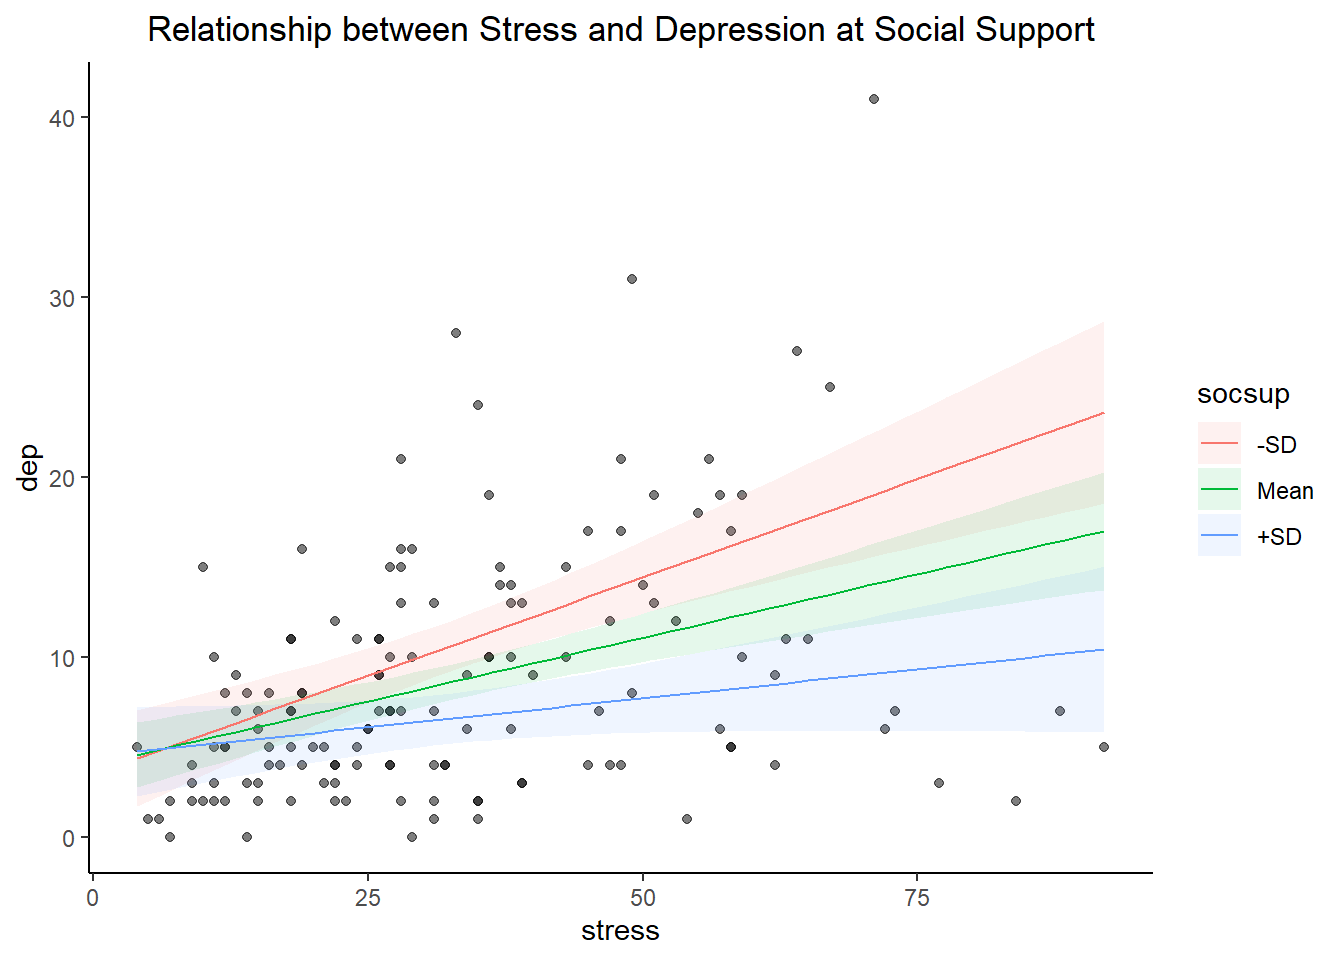 Relationship between Stress and Depression at Social Support
40
30
20
10
0
dep
0 25 50 75
stress
socsup
-SD
Mean
+SD